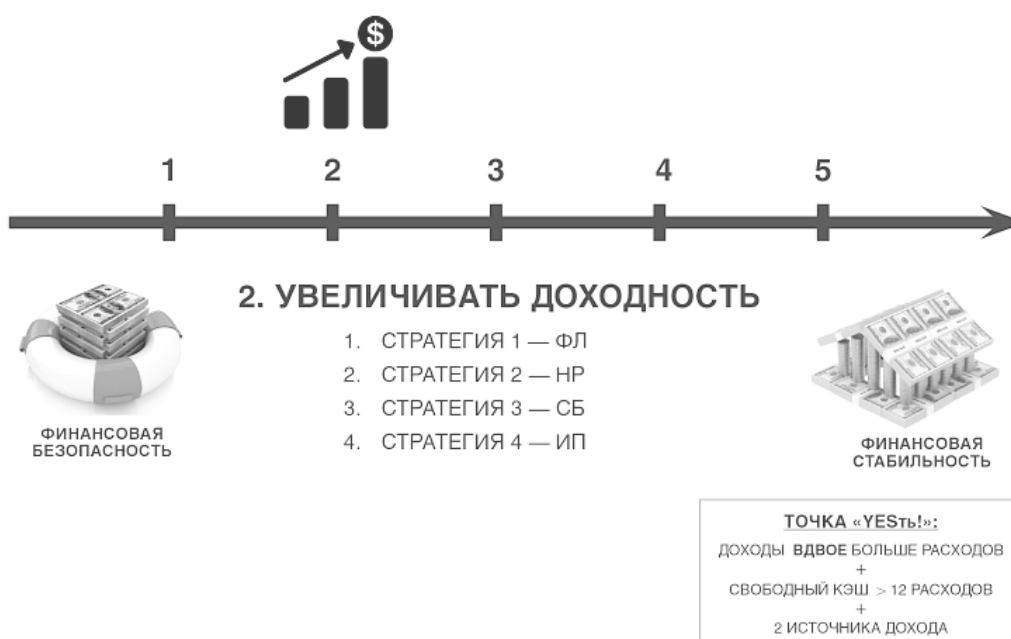 $
1 2 3 4 5
2. УВЕЛИЧИВАТЬ ДОХОДНОСТЬ
1. СТРАТЕГИЯ 1 — ФЛ
2. СТРАТЕГИЯ 2 — НР
3. СТРАТЕГИЯ 3 — СБ
4. СТРАТЕГИЯ 4 — ИП
ФИНАНСОВАЯ
БЕЗОПАСНОСТЬ
ФИНАНСОВАЯ
СТАБИЛЬНОСТЬ
ТОЧКА «YESть!»:
ДОХОДЫ ВДВОЕ БОЛЬШЕ РАСХОДОВ
+
СВОБОДНЫЙ КЭШ > 12 РАСХОДОВ
+
2 ИСТОЧНИКА ДОХОДА